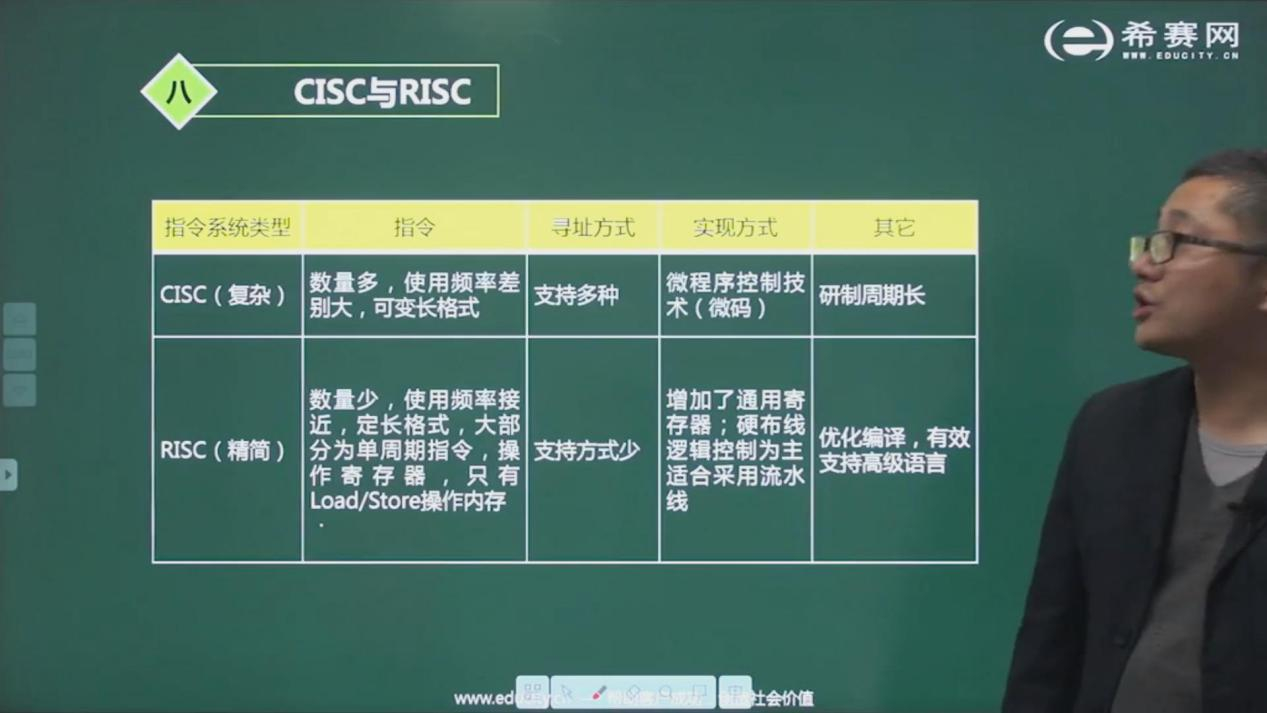 希赛网
WWW.EDUCITY.CN
八
CISC与RISC
指令系统类型 指令 寻址方式 实现方式 其它
CISC（复杂）
数量多，使用频率差
别大，可变长格式
支持多种
微程序控制技
术（微码）
研制周期长
RISC（精简）
数量少，使用频率接
近，定长格式，大部
分为单周期指令，操
作寄存器，只有
Load/Store操作内存
支持方式少
增加了通用寄
存器；硬布线
逻辑控制为主
适合采用流水
线
优化编译，有效
支持高级语言
社会价值